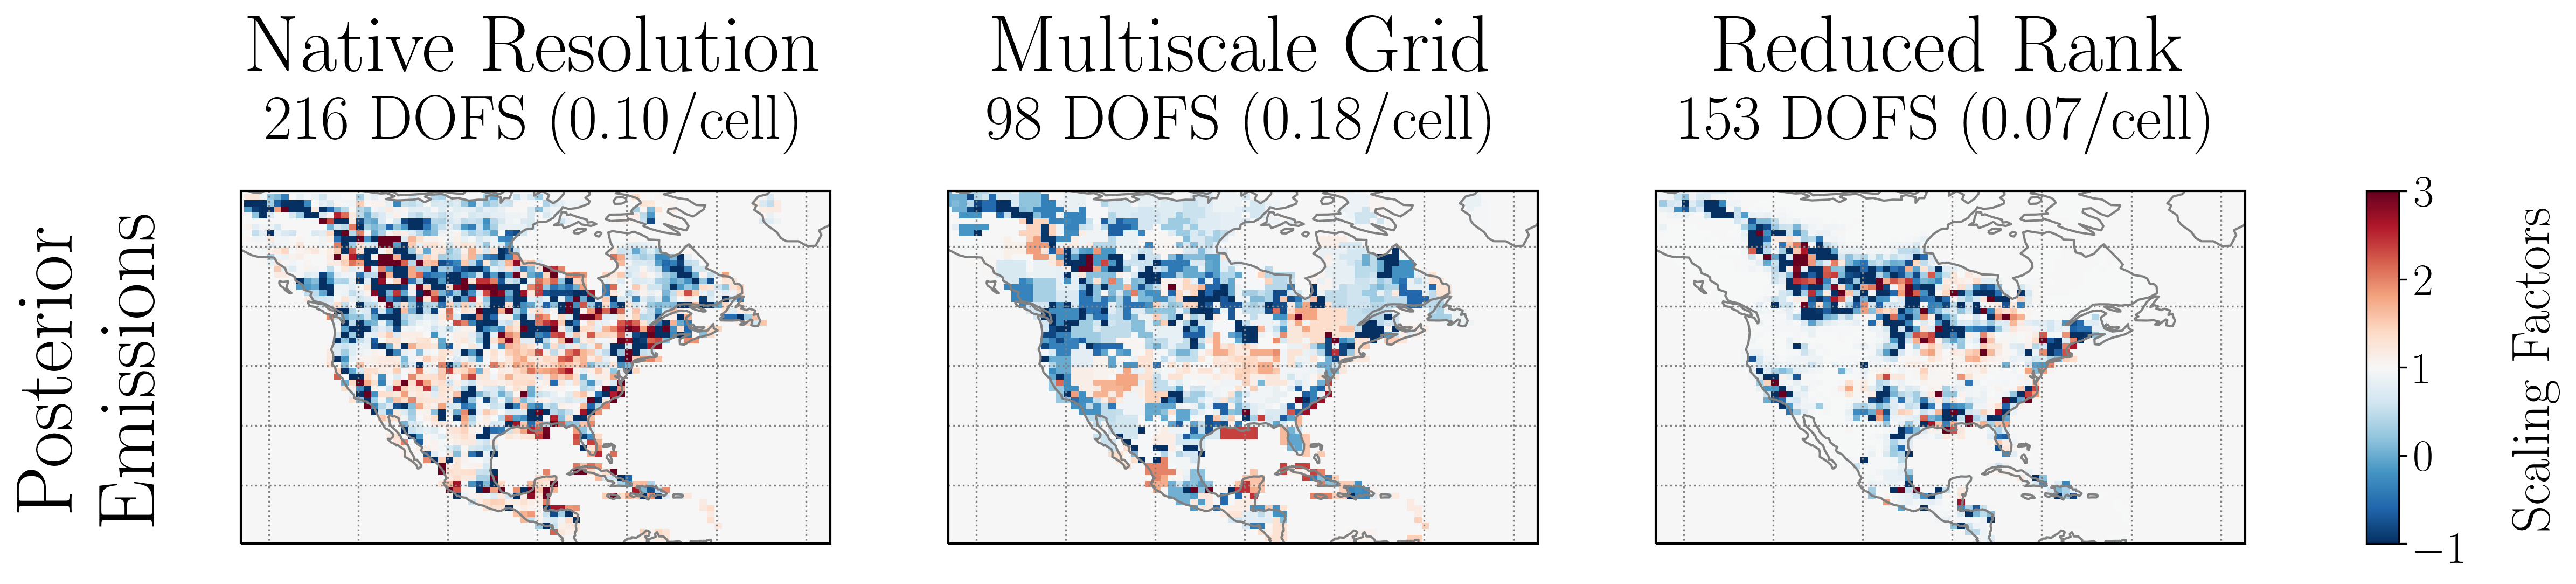 Native Resolution
216 DOFS (0.10/cell)
Multiscale Grid
98 DOFS (0.18/cell)
Reduced Rank
153 DOFS (0.07/cell)
Posterior
Emissions
3
2
1
0
−1
Scaling Factors